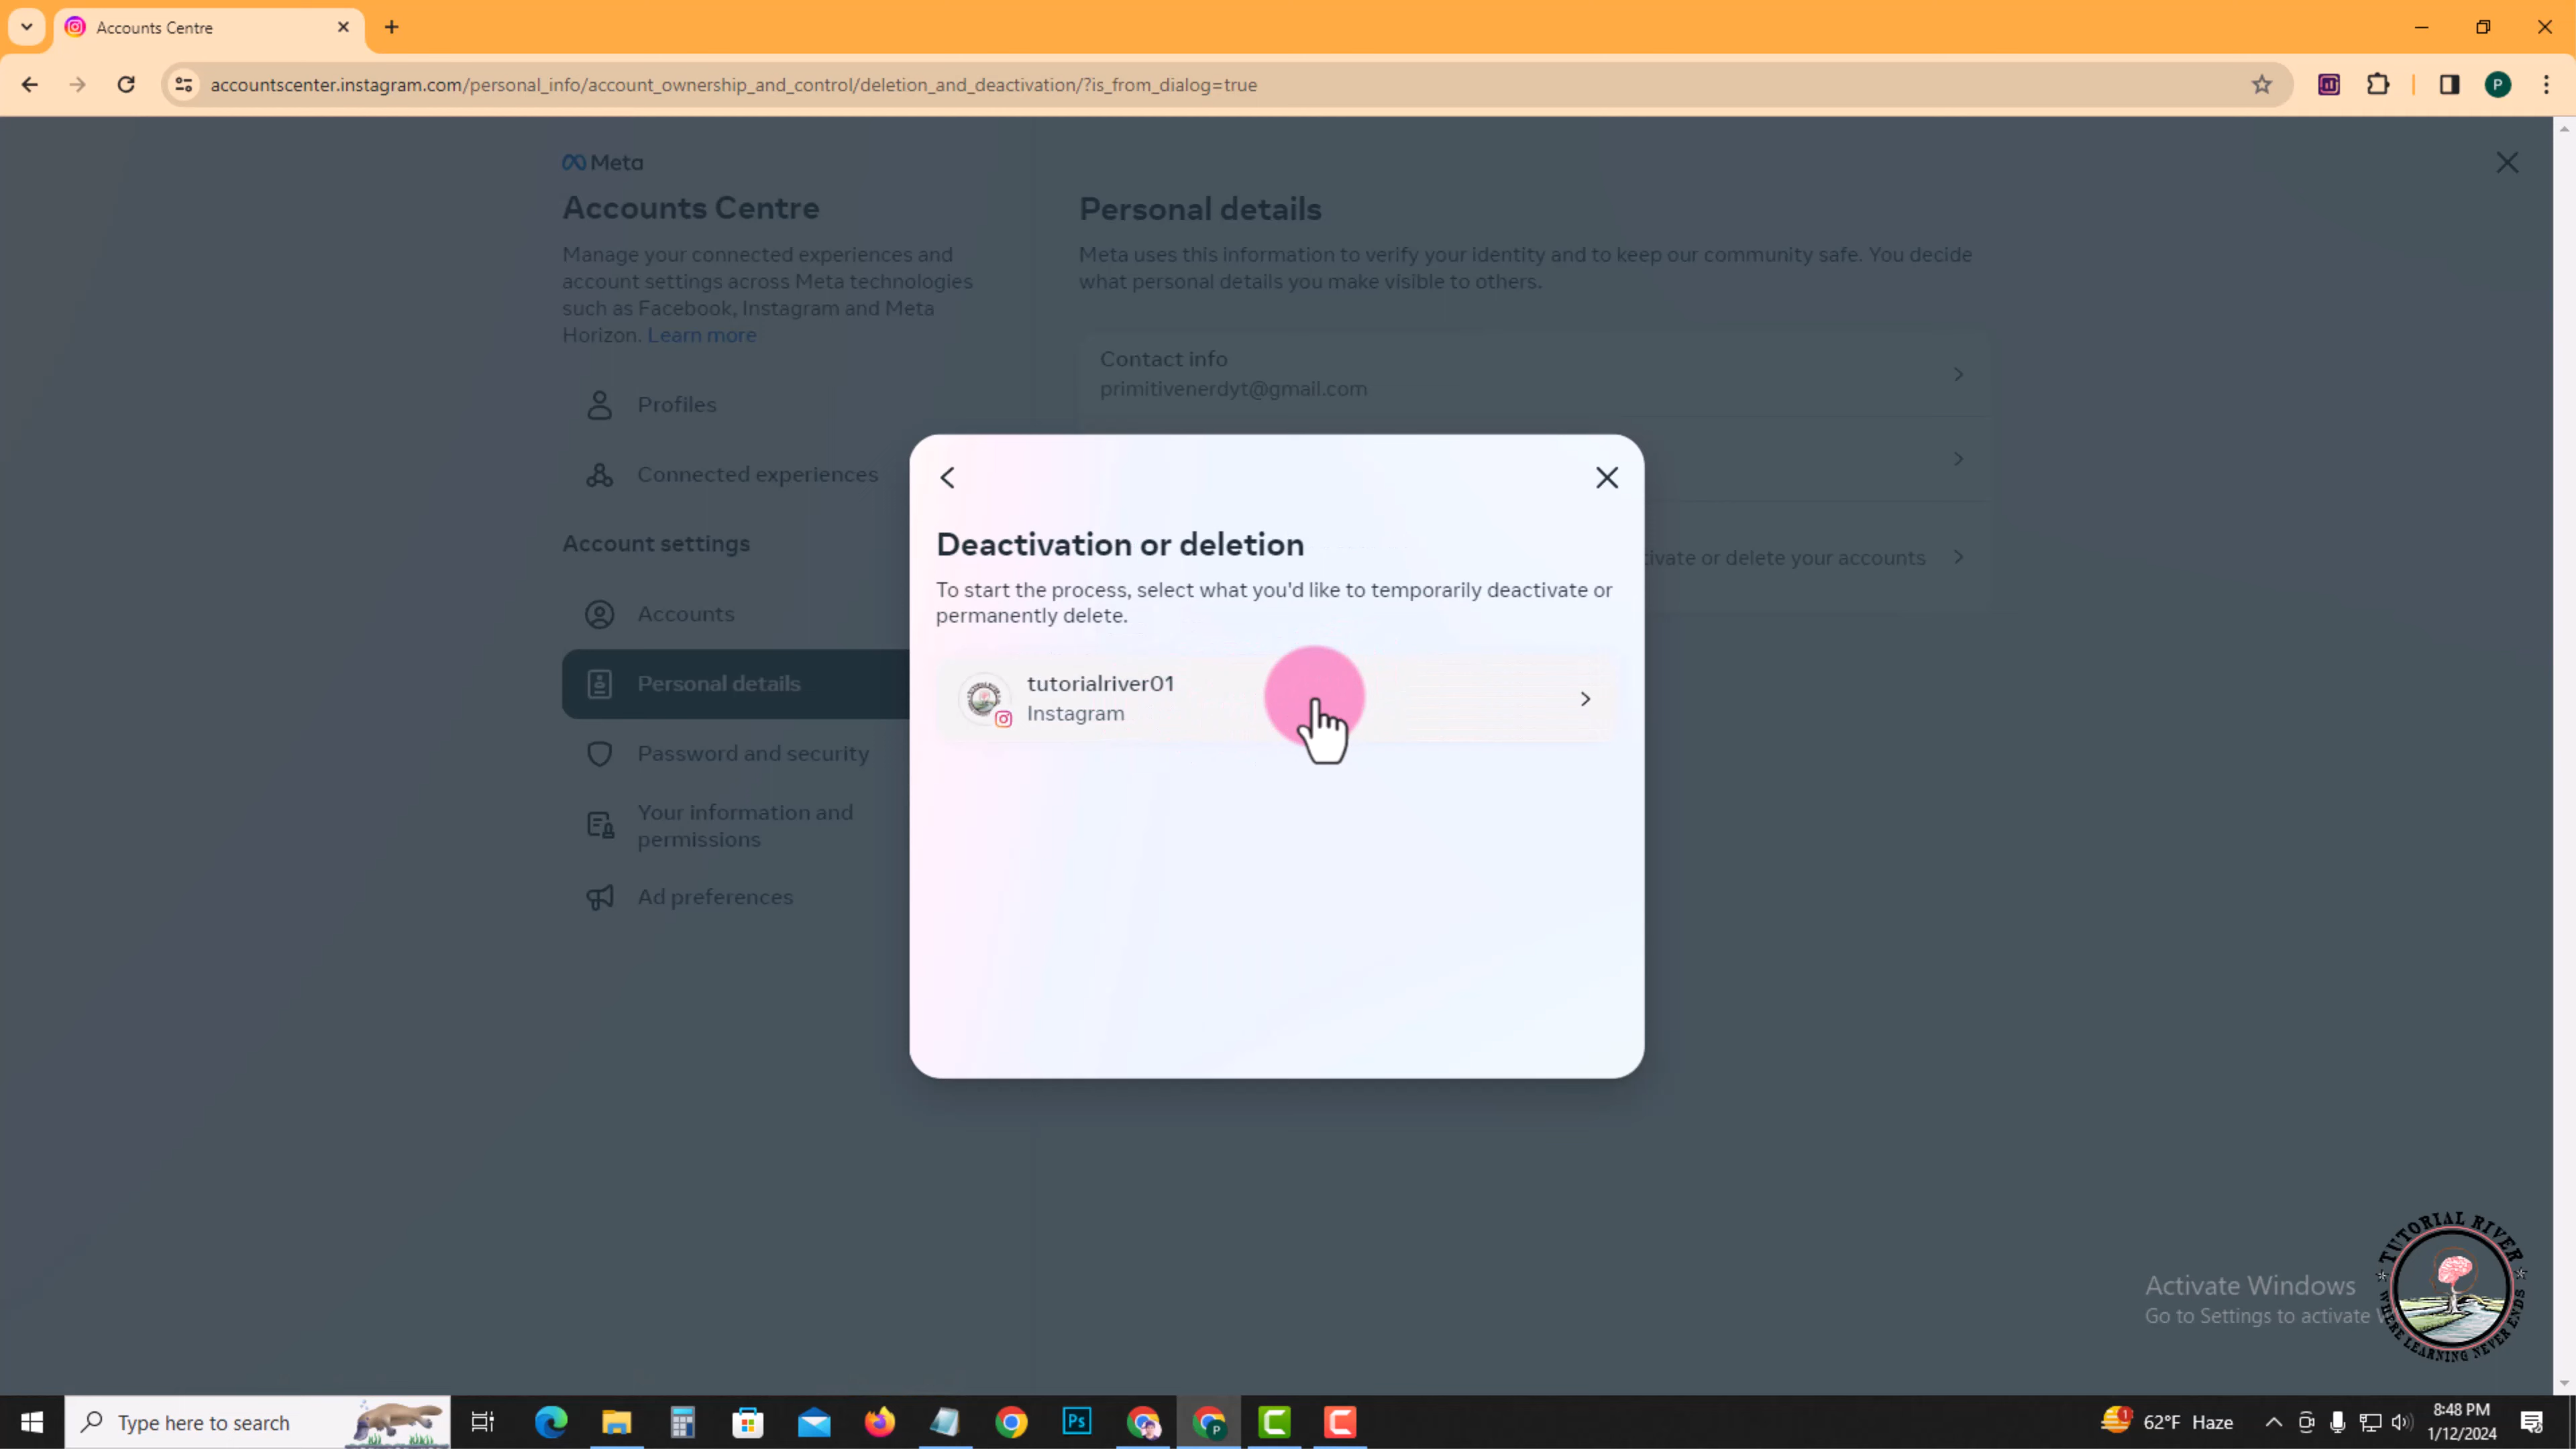 Accounts Centre
accountscenter.instagram.com/personal_info/account_ownership_and_control/deletion_and_deactivation/?is_from_dialog=true
P
Meta
Accounts Centre
Manage your connected experiences and
account settings across Meta technologies
such as Facebook, Instagram and Meta
Horizon. Learn more
Profiles
Connected experiences
Account settings
Accounts
Personal details
Password and security
Your information and
permissions
Ad preferences
Personal details
Meta uses this information to verify your identity and to keep our community safe. You decide
what personal details you make visible to others.
Contact info
primitivenerdyt@gmail.com
ivate or delete your accounts
Deactivation or deletion
To start the process, select what you'd like to temporarily deactivate or
permanently delete.
tutorialriver01
Instagram
Activate Windows
Go to Settings to activate
TUTORIAL RIVER
WHERE LEARNING NEVER ENDS
Type here to search
Ps
P
1
62°F Haze
8:48 PM
1/12/2024